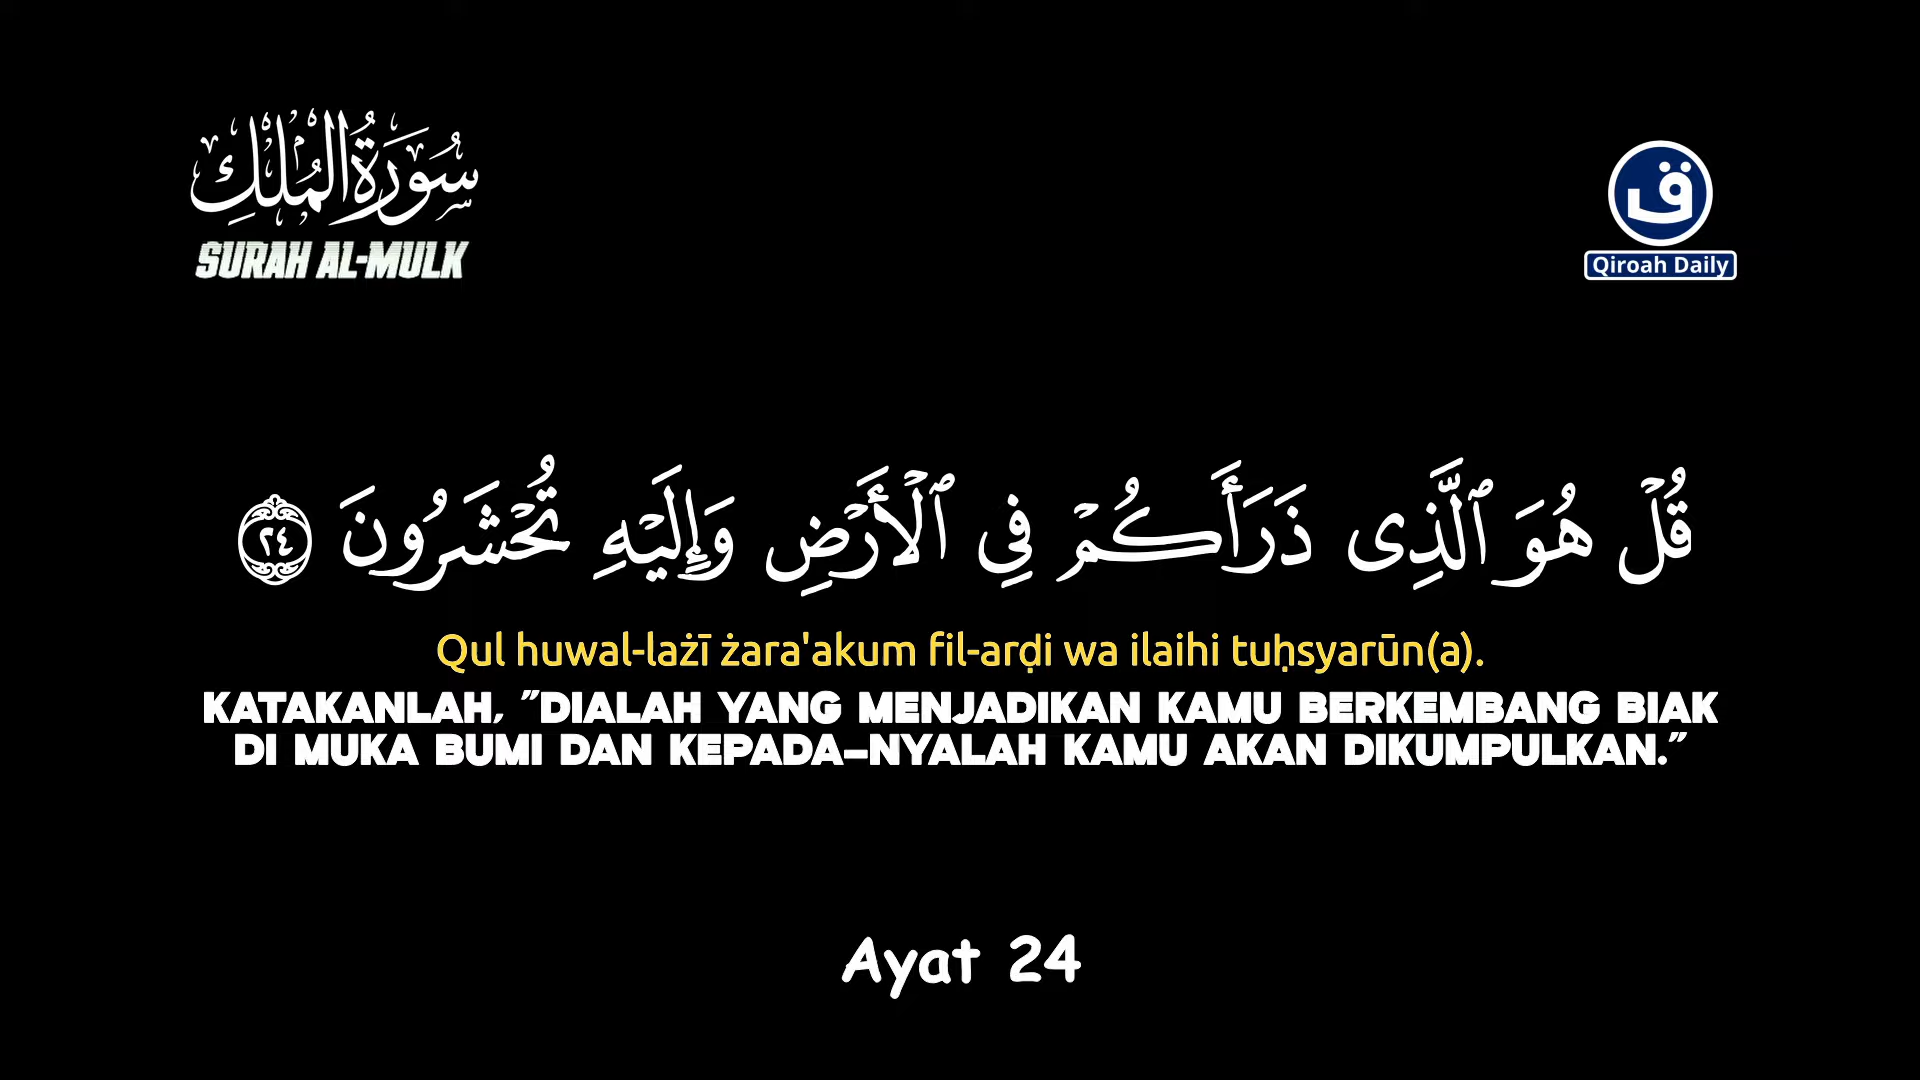 سُورَةُ الْمُلْكِ
SURAH AL-MULK
ق
Qiroah Daily
قُلْ هُوَ ٱلَّذِى ذَرَأَكُمْ فِى ٱلْأَرْضِ وَإِلَيْهِ تُحْشَرُونَ ٢٤
Qul huwal-lażī żara'akum fil-arḍi wa ilaihi tuḥsyarūn(a).
KATAKANLAH, "DIALAH YANG MENJADIKAN KAMU BERKEMBANG BIAK
DI MUKA BUMI DAN KEPADA-NYALAH KAMU AKAN DIKUMPULKAN."
Ayat 24